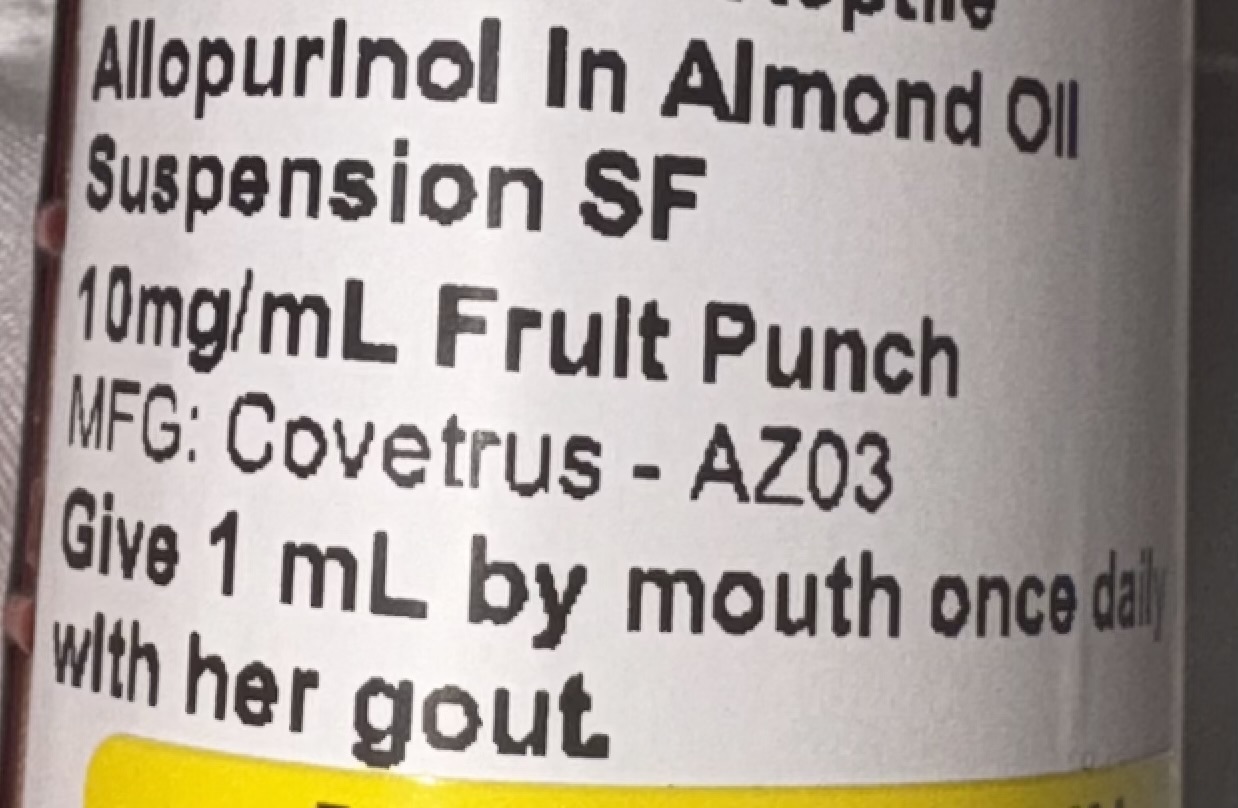 Allopurinol In Almond Oil
Suspension SF
10mg/mL Fruit Punch
MFG: Covetrus - AZ03
Give 1 mL by mouth once daily
with her gout.